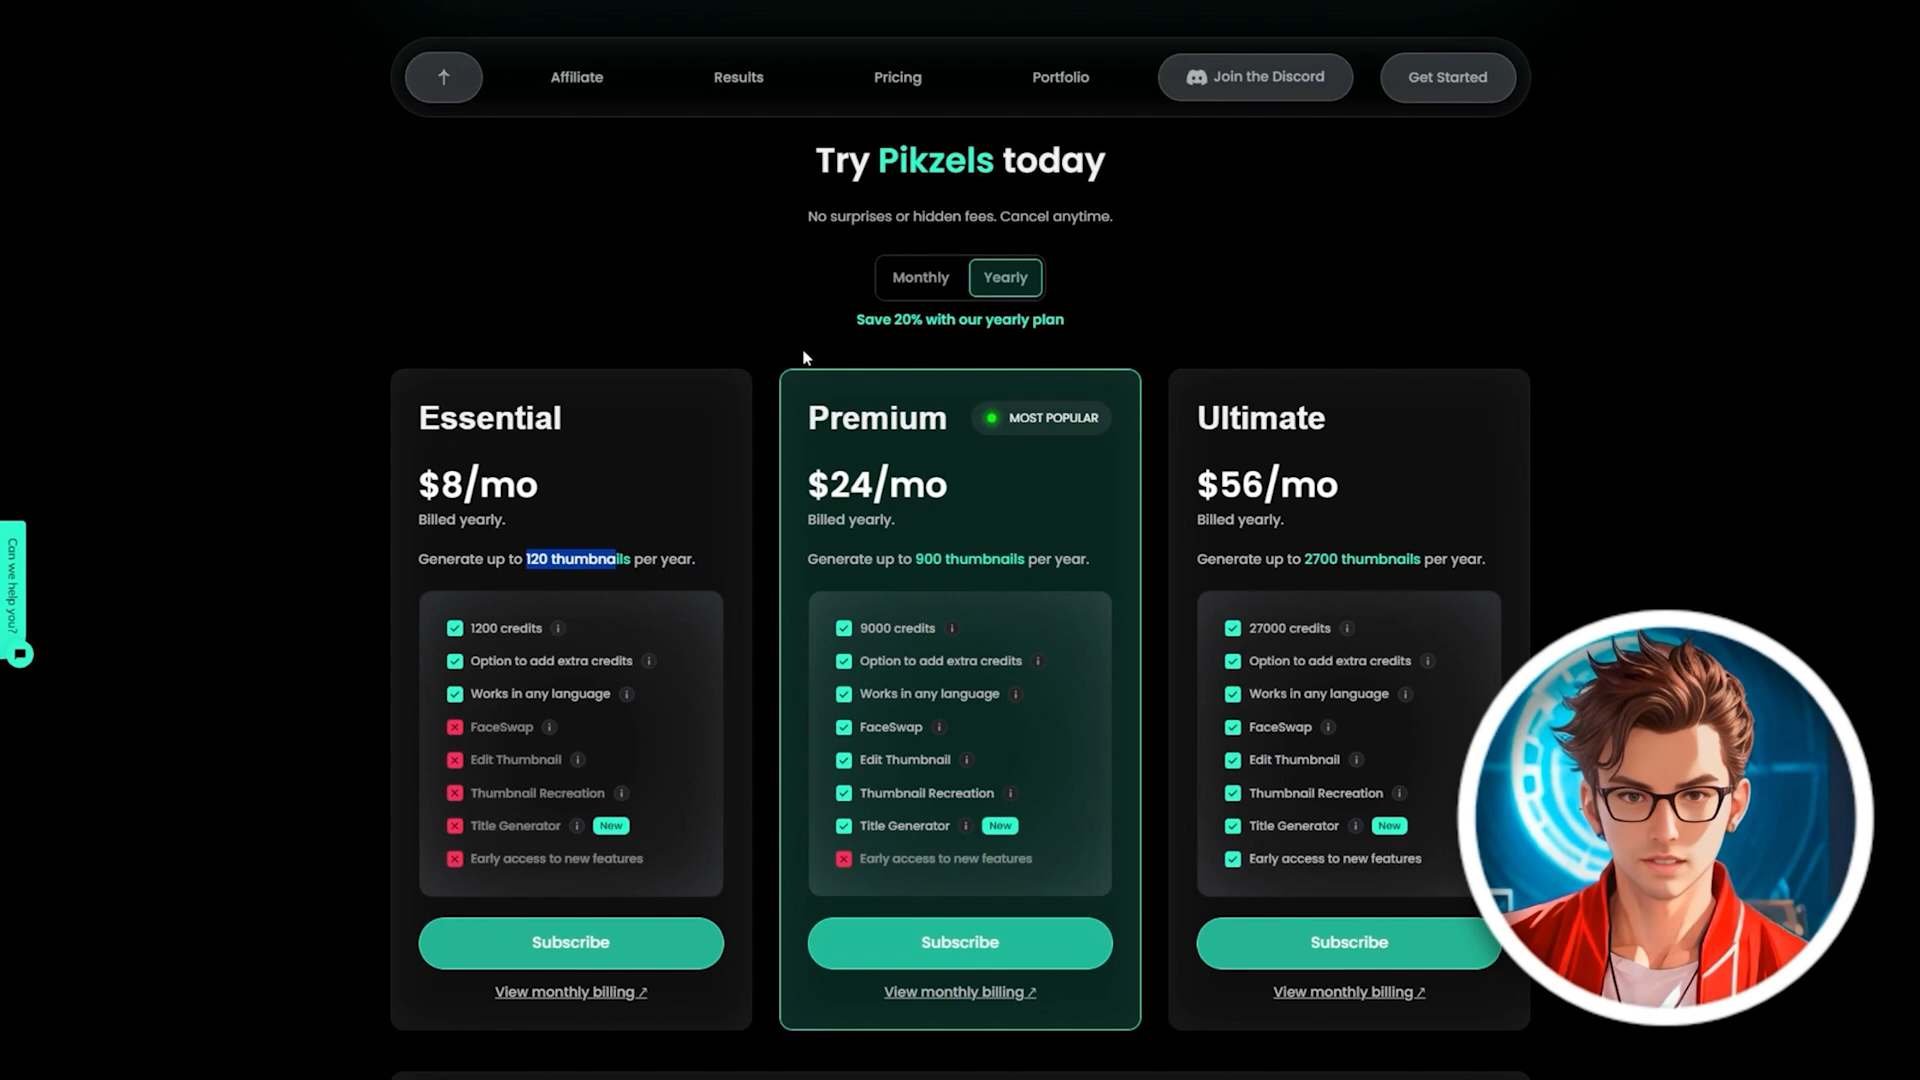 ↑ Affiliate Results Pricing Portfolio Join the Discord Get Started
Try Pikzels today
No surprises or hidden fees. Cancel anytime.
Monthly Yearly
Save 20% with our yearly plan
Essential
$8/mo
Billed yearly.
Generate up to 120 thumbnails per year.
1200 credits
Option to add extra credits
Works in any language
FaceSwap
Edit Thumbnail
Thumbnail Recreation
Title Generator New
Early access to new features
Subscribe
View monthly billing ↗
Premium MOST POPULAR
$24/mo
Billed yearly.
Generate up to 900 thumbnails per year.
9000 credits
Option to add extra credits
Works in any language
FaceSwap
Edit Thumbnail
Thumbnail Recreation
Title Generator New
Early access to new features
Subscribe
View monthly billing ↗
Ultimate
$56/mo
Billed yearly.
Generate up to 2700 thumbnails per year.
27000 credits
Option to add extra credits
Works in any language
FaceSwap
Edit Thumbnail
Thumbnail Recreation
Title Generator New
Early access to new features
Subscribe
View monthly billing ↗
Can we help you?